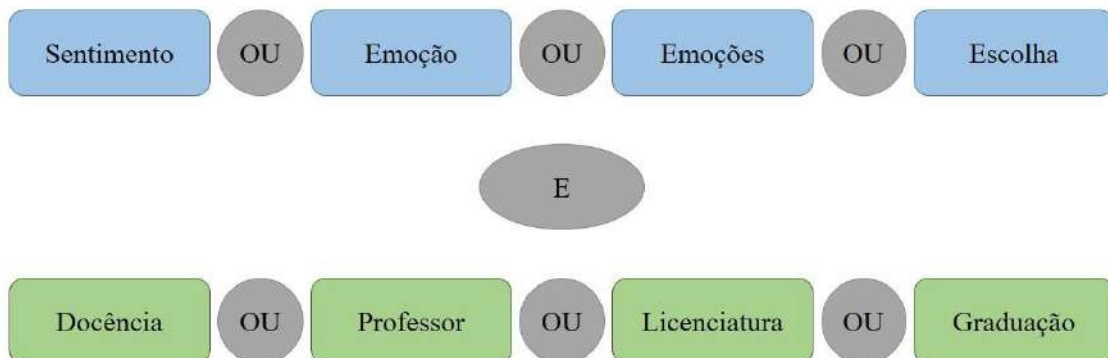 Sentimento OU Emoção OU Emoções OU Escolha
E
Docência OU Professor OU Licenciatura OU Graduação